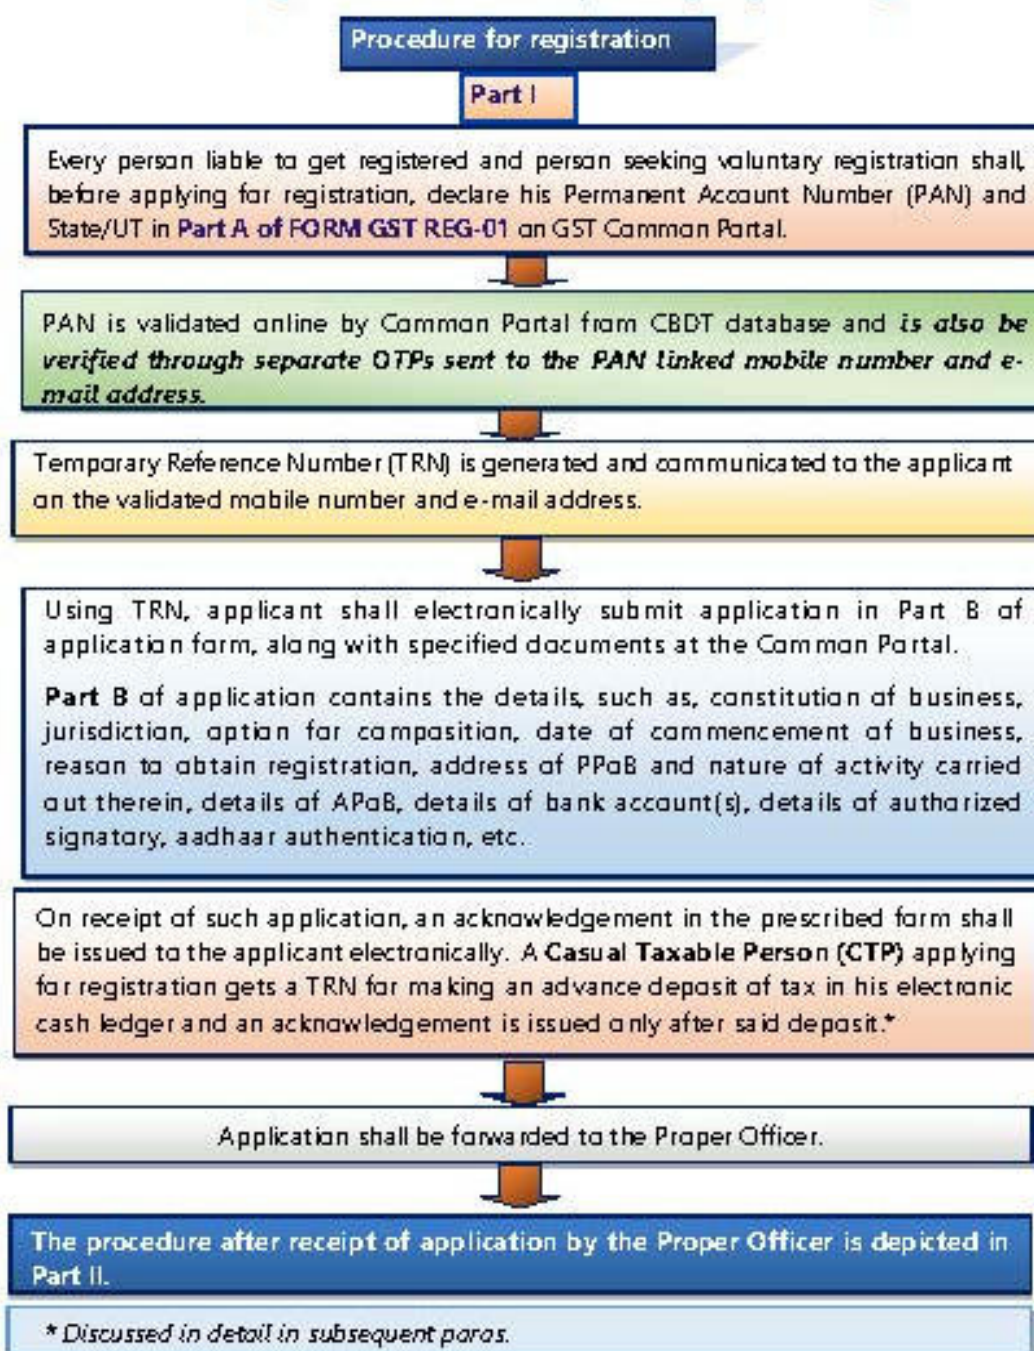 Procedure for registration
Part I
Every person liable to get registered and person seeking voluntary registration shall,
before applying for registration, declare his Permanent Account Number (PAN) and
State/UT in Part A of FORM GST REG-01 on GST Common Portal.
PAN is validated online by Common Portal from CBDT database and is also be
verified through separate OTPs sent to the PAN linked mobile number and e-
mail address.
Temporary Reference Number (TRN) is generated and communicated to the applicant
on the validated mobile number and e-mail address.
Using TRN, applicant shall electronically submit application in Part B of
application form, along with specified documents at the Common Portal.
Part B of application contains the details, such as, constitution of business,
jurisdiction, option for composition, date of commencement of business,
reason to obtain registration, address of PPoB and nature of activity carried
out therein, details of APoB, details of bank account(s), details of authorized
signatory, aadhaar authentication, etc.
On receipt of such application, an acknowledgement in the prescribed form shall
be issued to the applicant electronically. A Casual Taxable Person (CTP) applying
for registration gets a TRN for making an advance deposit of tax in his electronic
cash ledger and an acknowledgement is issued only after said deposit.*
Application shall be forwarded to the Proper Officer.
The procedure after receipt of application by the Proper Officer is depicted in
Part II.
* Discussed in detail in subsequent paras.